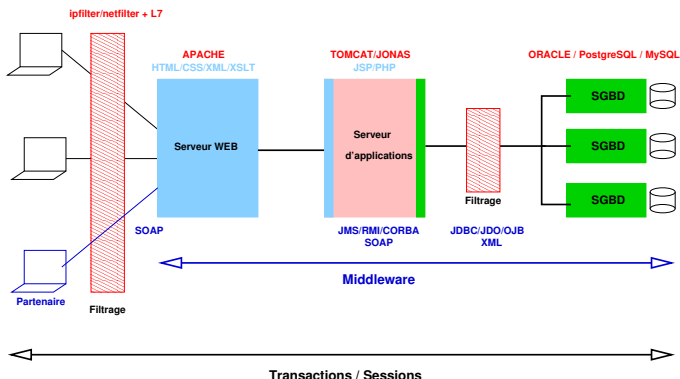 ipfilter/netfilter + L7
APACHE
HTML/CSS/XML/XSLT
TOMCAT/JONAS
JSP/PHP
ORACLE / PostgreSQL / MySQL
Serveur WEB
Serveur
d'applications
SGBD
SGBD
SGBD
Filtrage
SOAP
JMS/RMI/CORBA
SOAP
JDBC/JDO/OJB
XML
Middleware
Partenaire
Filtrage
Transactions / Sessions